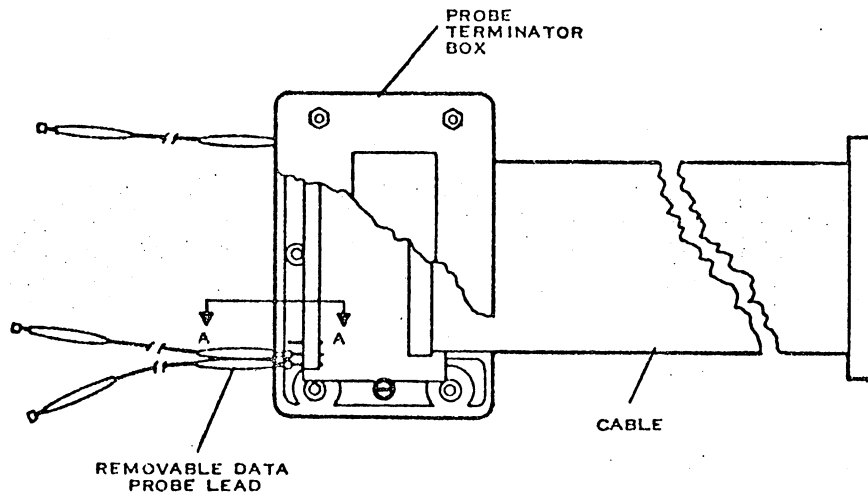 PROBE
TERMINATOR
BOX
A
A
CABLE
REMOVABLE DATA
PROBE LEAD